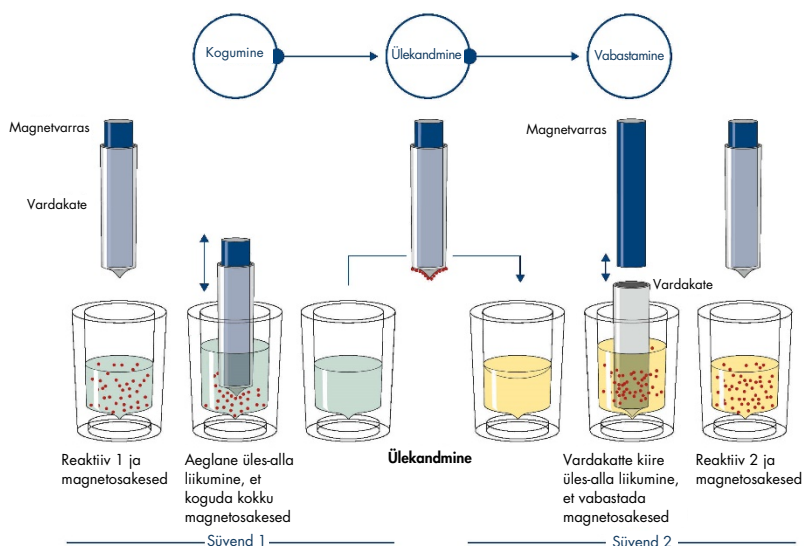 Kogumine
Ülekandmine
Vabastamine
Magnetvarras
Vardakate
Magnetvarras
Vardakate
Reaktiiv 1 ja
magnetosakesed
Aeglane üles-alla
liikumine, et
koguda kokku
magnetosakesed
Ülekandmine
Vardakatte kiire
üles-alla liikumine,
et vabastada
magnetosakesed
Reaktiiv 2 ja
magnetosakesed
Süvend 1
Süvend 2